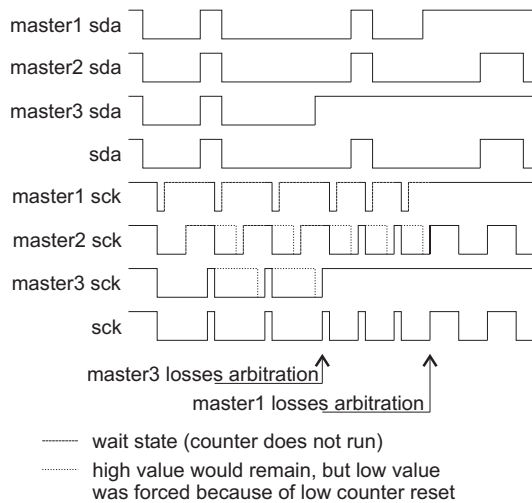 master1 sda
master2 sda
master3 sda
sda
master1 sck
master2 sck
master3 sck
sck
master3 losses arbitration
master1 losses arbitration
wait state (counter does not run)
high value would remain, but low value
was forced because of low counter reset